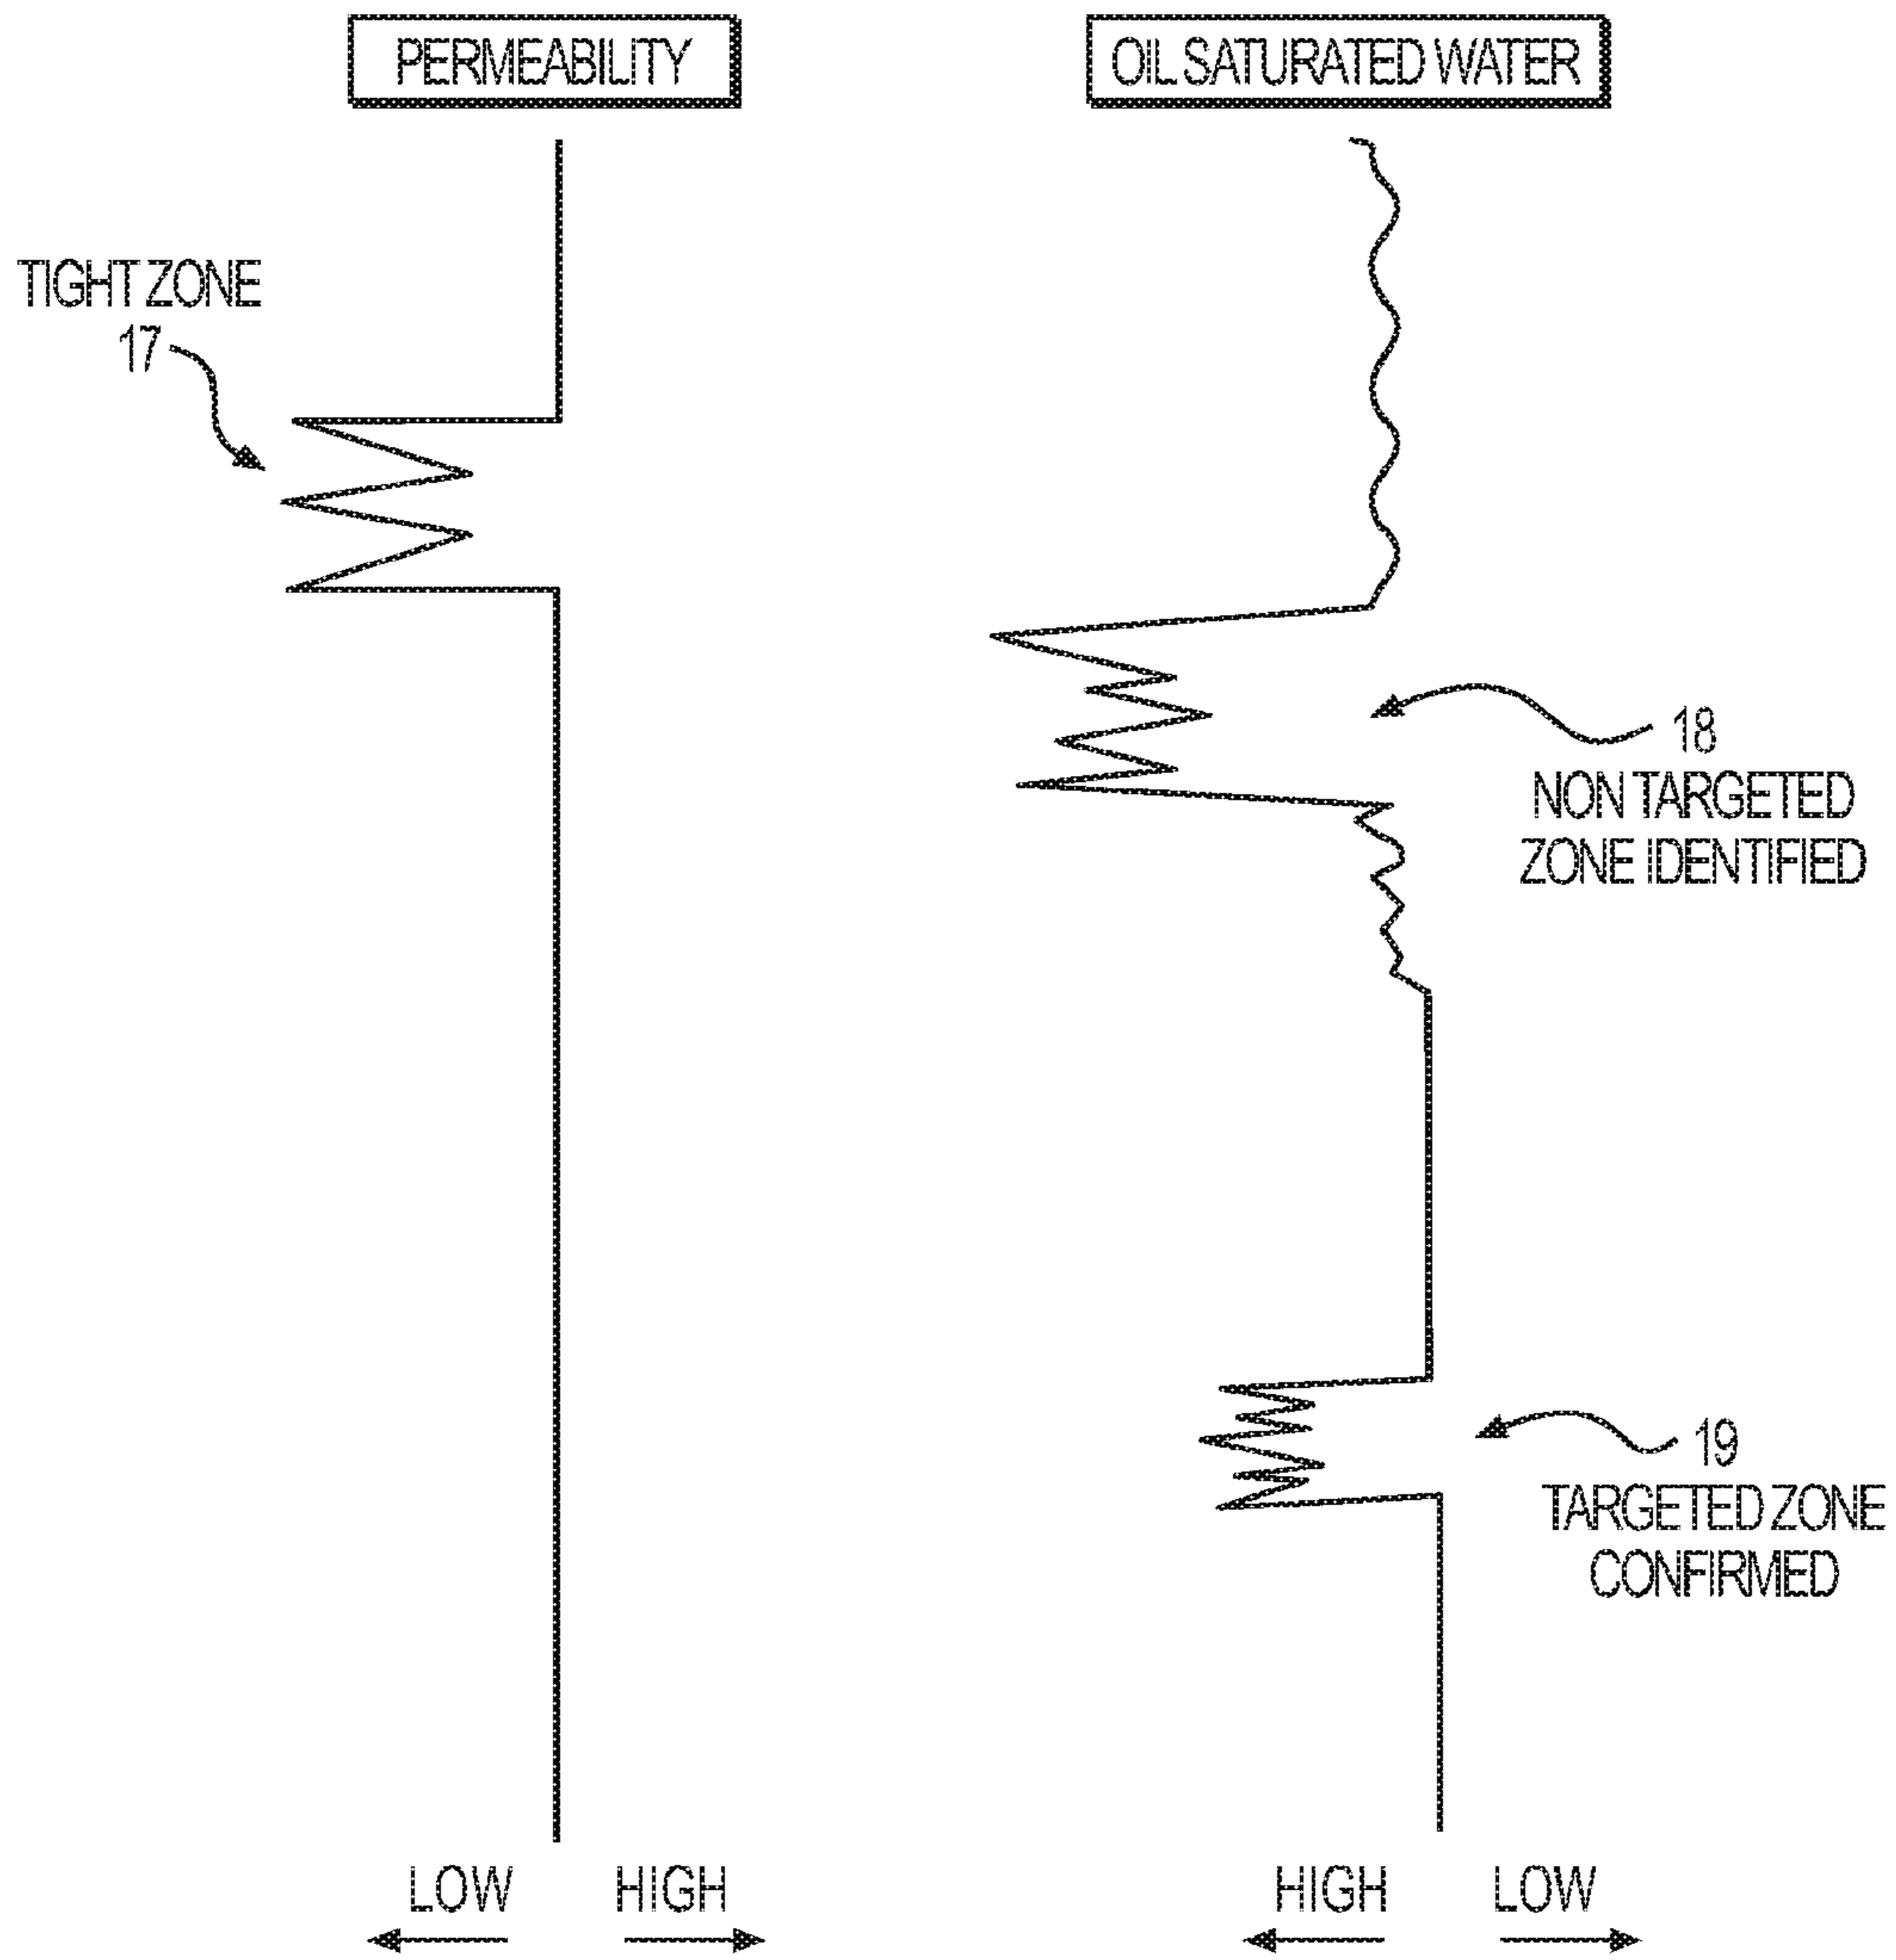 PERMEABILITY
OIL SATURATED WATER
TIGHT ZONE
17
18
NON TARGETED
ZONE IDENTIFIED
19
TARGETED ZONE
CONFIRMED
LOW HIGH
HIGH LOW